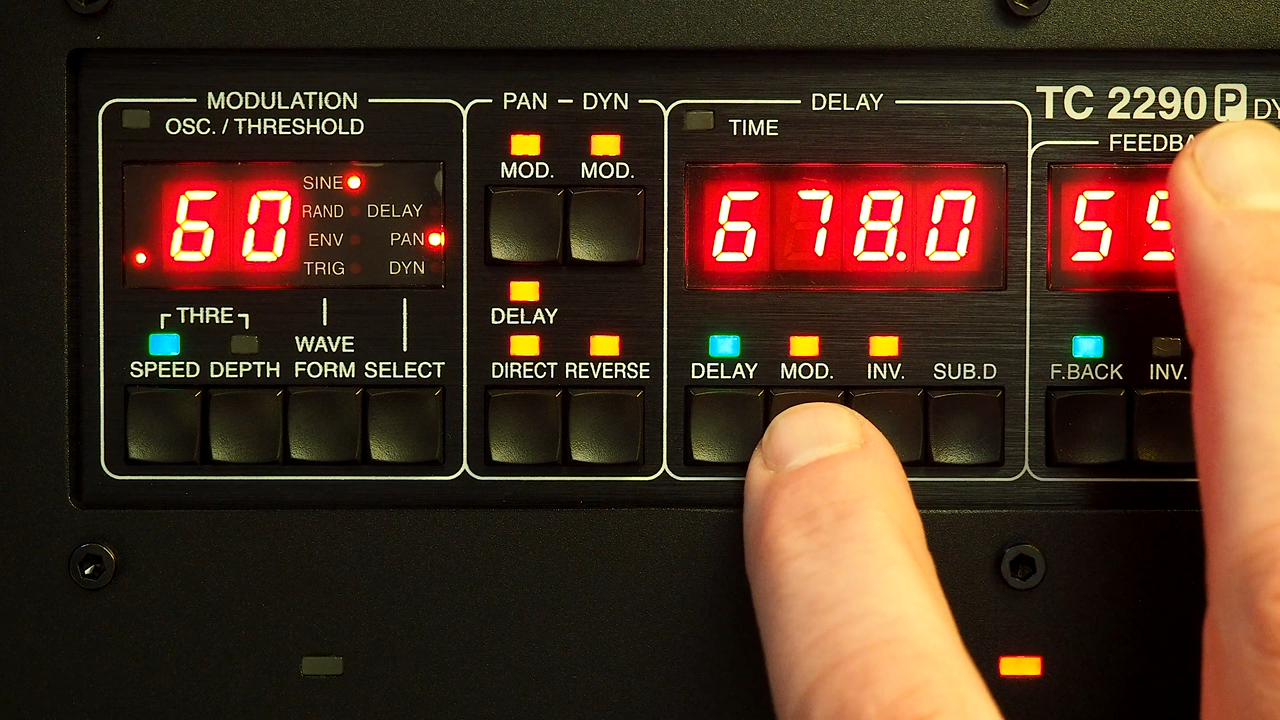 MODULATION
OSC. / THRESHOLD
60
SINE
RAND DELAY
ENV PAN
TRIG DYN
THRE
WAVE
SPEED DEPTH FORM SELECT
PAN DYN
MOD. MOD.
DELAY
DIRECT REVERSE
DELAY
TIME
678.0
DELAY MOD. INV. SUB.D
TC 2290 P
F.BACK INV.